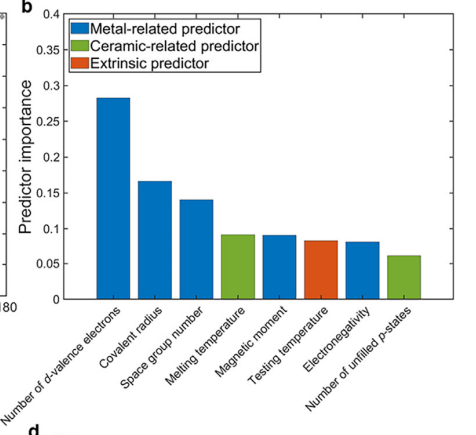 b
Metal-related predictor
Ceramic-related predictor
Extrinsic predictor
Predictor importance
0.4
0.35
0.3
0.25
0.2
0.15
0.1
0.05
0
180
Number of d-valence electrons
Covalent radius
Space group number
Melting temperature
Magnetic moment
Testing temperature
Electronegativity
Number of unfilled p-states
d